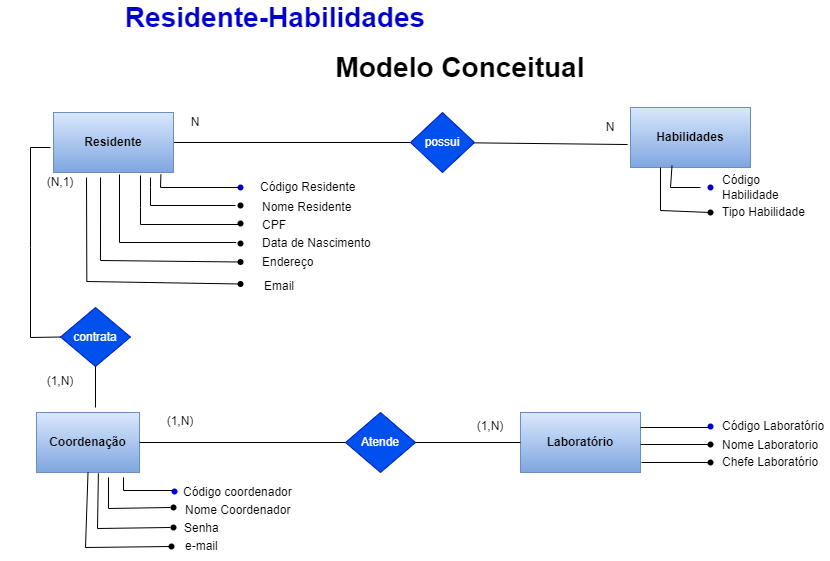 Residente-Habilidades
Modelo Conceitual
Residente
N
possui
N
Habilidades
(N,1)
Código Residente
Nome Residente
CPF
Data de Nascimento
Endereço
Email
Código
Habilidade
Tipo Habilidade
contrata
(1,N)
Coordenação
(1,N)
Atende
(1,N)
Laboratório
Código Laboratório
Nome Laboratorio
Chefe Laboratório
Código coordenador
Nome Coordenador
Senha
e-mail